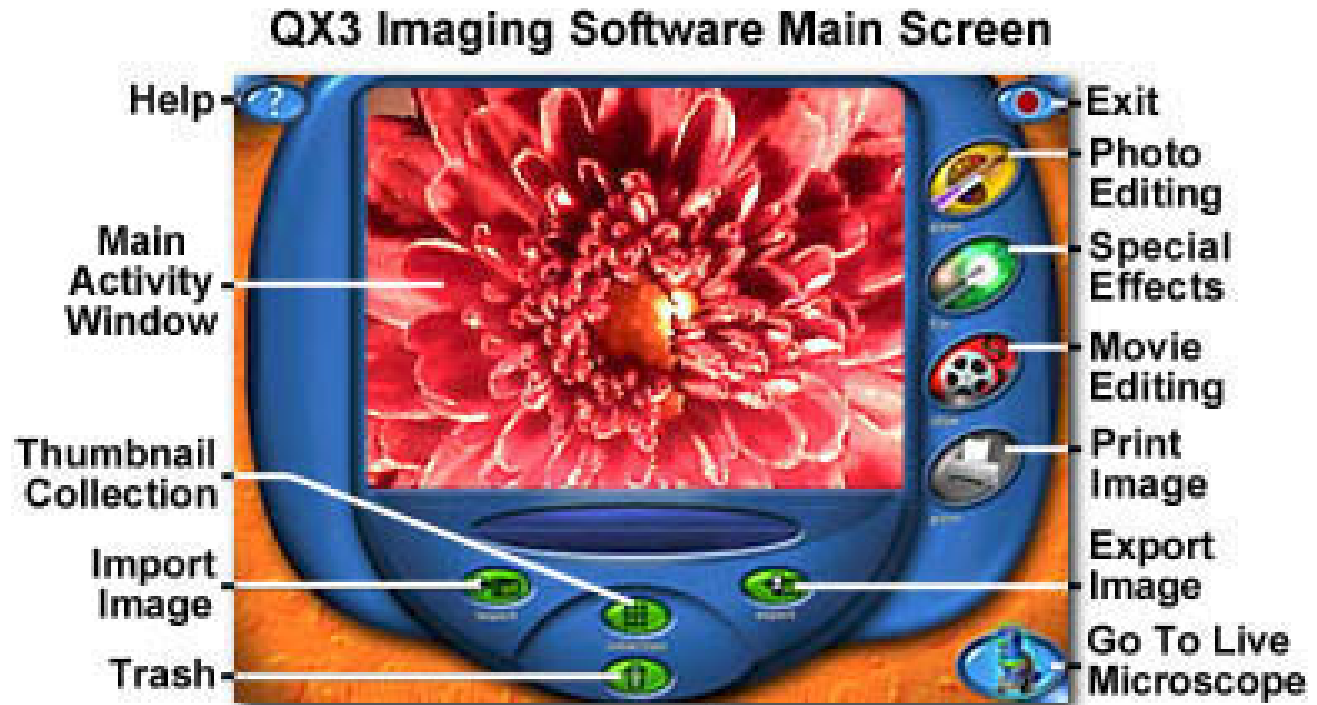 QX3 Imaging Software Main Screen
Help
?
Exit
Photo
Editing
Main
Activity
Window
Special
Effects
Movie
Editing
Thumbnail
Collection
Print
Image
Import
Image
Export
Image
Trash
Go To Live
Microscope